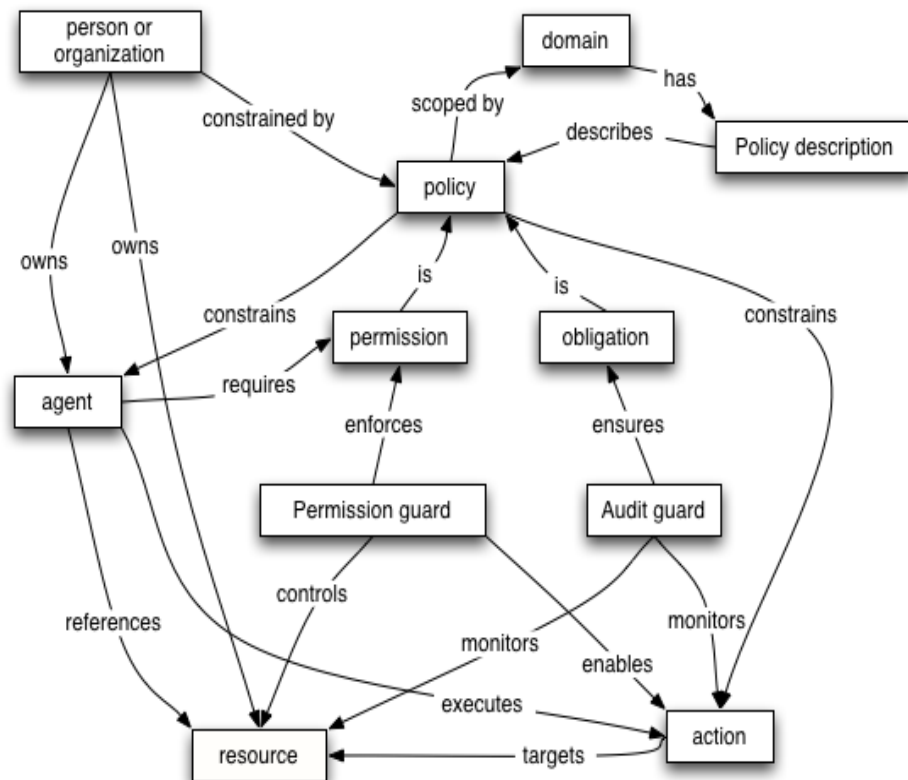 person or
organization
domain
has
scoped by
constrained by
describes
Policy description
policy
owns
owns
is
is
constrains
constrains
permission
obligation
requires
agent
enforces
ensures
Permission guard
Audit guard
controls
references
monitors
monitors
enables
executes
action
resource
targets